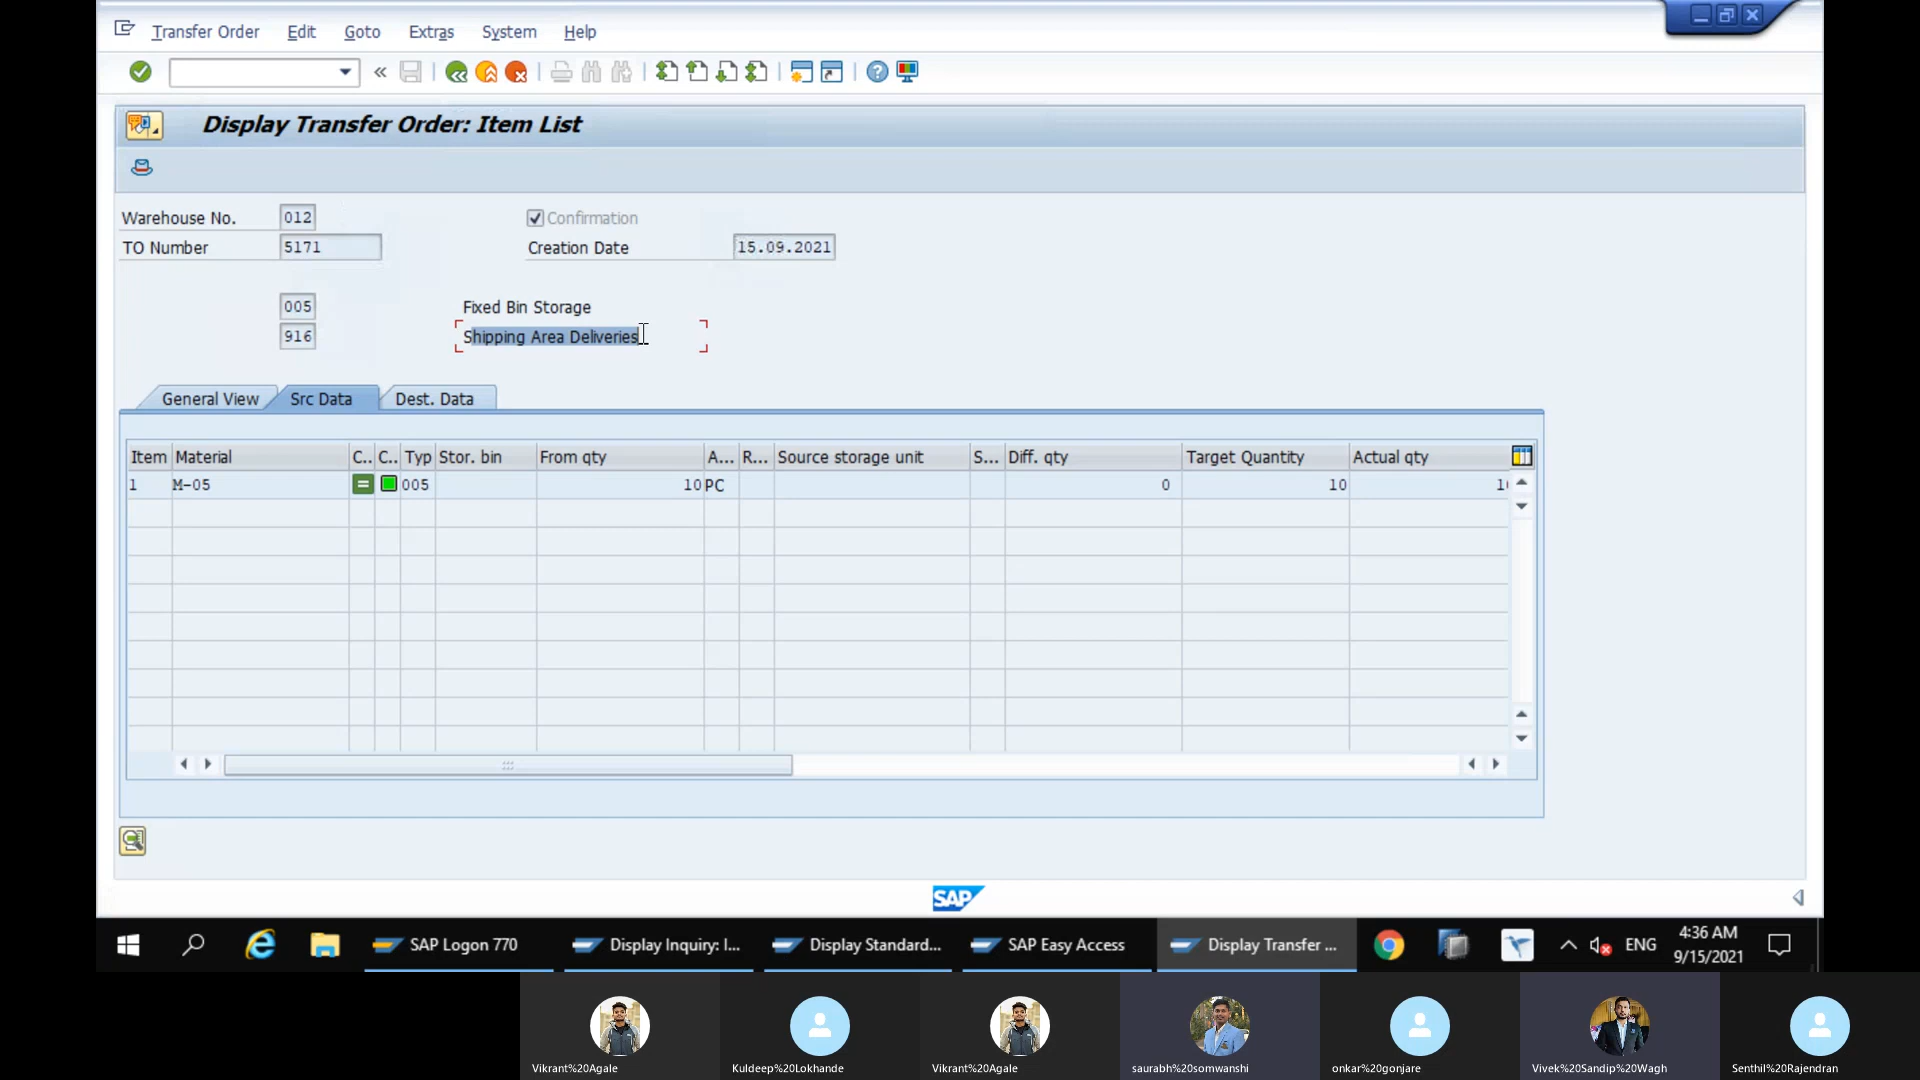 Transfer Order Edit Goto Extras System Help
Display Transfer Order: Item List
Warehouse No. 012 Confirmation
TO Number 5171 Creation Date 15.09.2021
005 Fixed Bin Storage
916 Shipping Area Deliveries
General View Src Data Dest. Data
Item Material C.. C.. Typ Stor. bin From qty A... R... Source storage unit S... Diff. qty Target Quantity Actual qty
1 M-05 005 10 PC 0 10
SAP
SAP Logon 770 Display Inquiry: I... Display Standard... SAP Easy Access Display Transfer ... ENG 4:36 AM
9/15/2021
Vikrant%20Agale Kuldeep%20Lokhande Vikrant%20Agale saurabh%20somwanshi onkar%20gonjare Vivek%20Sandip%20Wagh Senthil%20Rajendran